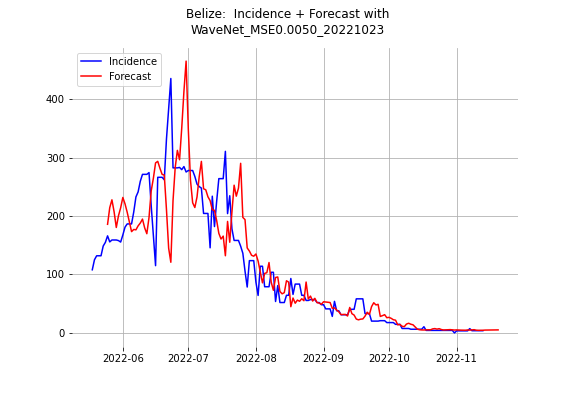 Belize:  Incidence + Forecast with
WaveNet_MSE0.0050_20221023
Incidence
Forecast
400
300
200
100
0
2022-06 2022-07 2022-08 2022-09 2022-10 2022-11